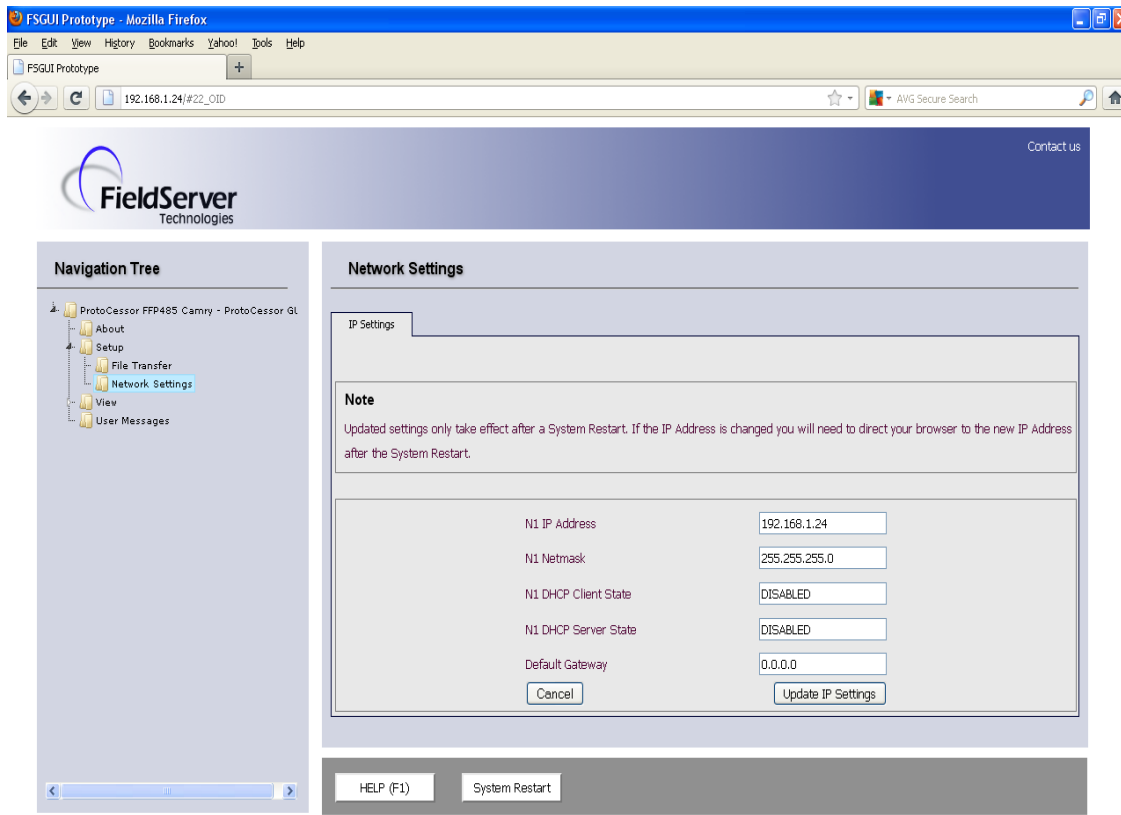 FSGUI Prototype - Mozilla Firefox
File Edit View History Bookmarks Yahoo! Tools Help
FSGUI Prototype +
192.168.1.24/#22_OID
AVG Secure Search
Contact us
FieldServer
Technologies
Navigation Tree
ProtoCessor FFP485 Camry - ProtoCessor GL
About
Setup
File Transfer
Network Settings
View
User Messages
Network Settings
IP Settings
Note
Updated settings only take effect after a System Restart. If the IP Address is changed you will need to direct your browser to the new IP Address
after the System Restart.
N1 IP Address 192.168.1.24
N1 Netmask 255.255.255.0
N1 DHCP Client State DISABLED
N1 DHCP Server State DISABLED
Default Gateway 0.0.0.0
Cancel Update IP Settings
HELP (F1) System Restart